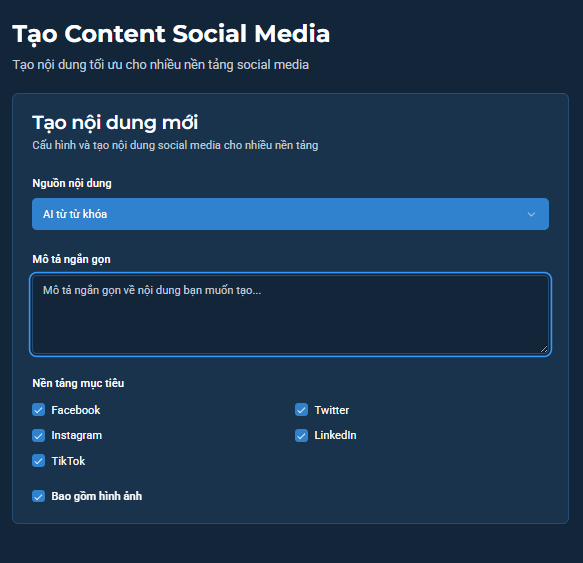 Tạo Content Social Media
Tạo nội dung tối ưu cho nhiều nền tảng social media
Tạo nội dung mới
Cấu hình và tạo nội dung social media cho nhiều nền tảng
Nguồn nội dung
AI từ từ khóa
Mô tả ngắn gọn
Mô tả ngắn gọn về nội dung bạn muốn tạo...
Nền tảng mục tiêu
Facebook
Twitter
Instagram
LinkedIn
TikTok
Bao gồm hình ảnh